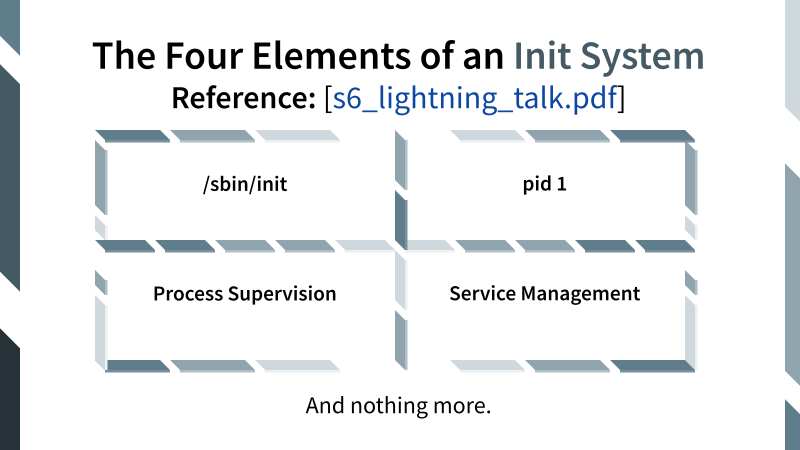 The Four Elements of an Init System
Reference: [s6_lightning_talk.pdf]
/sbin/init
pid 1
Process Supervision
Service Management
And nothing more.